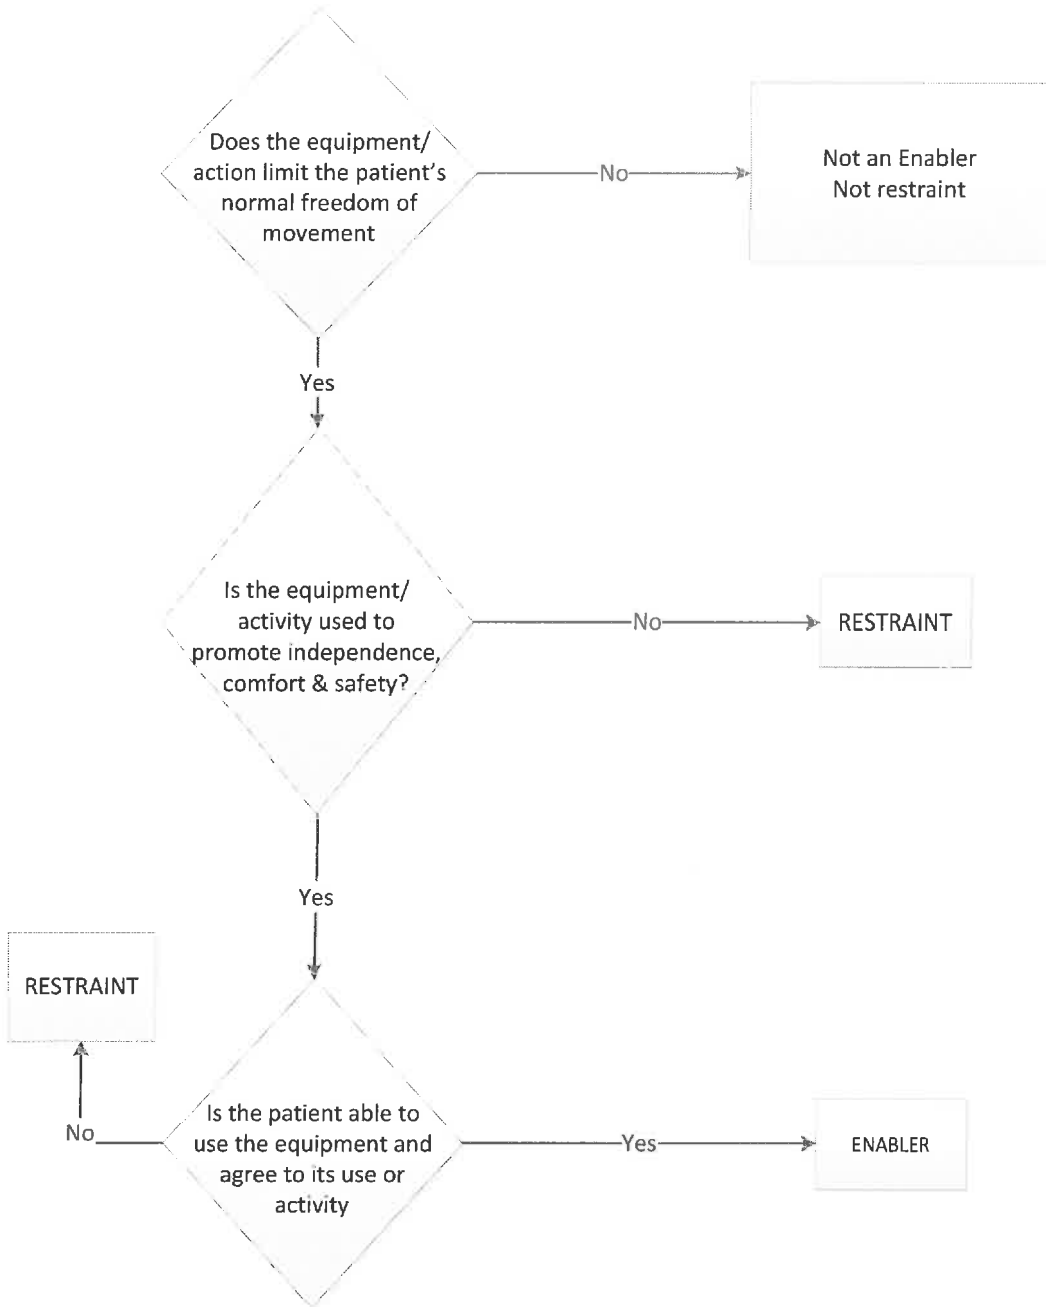 Does the equipment/
action limit the patient's
normal freedom of
movement
No
Not an Enabler
Not restraint
Yes
Is the equipment/
activity used to
promote independence,
comfort & safety?
No
RESTRAINT
Yes
RESTRAINT
No
Is the patient able to
use the equipment and
agree to its use or
activity
Yes
ENABLER